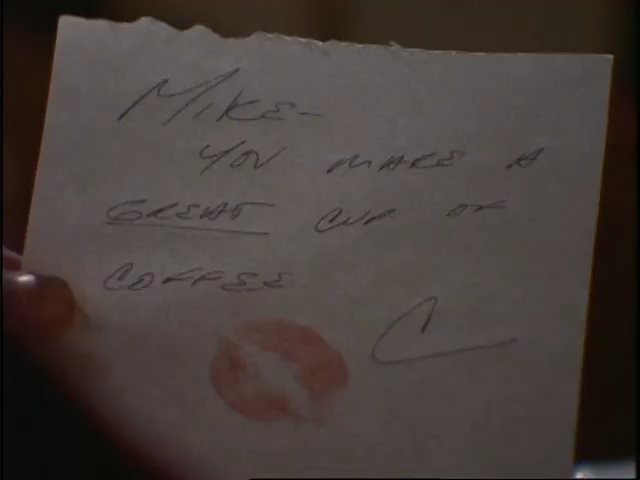 MIKE-
YOU MAKE A
GREAT CUP OF
COFFEE
C